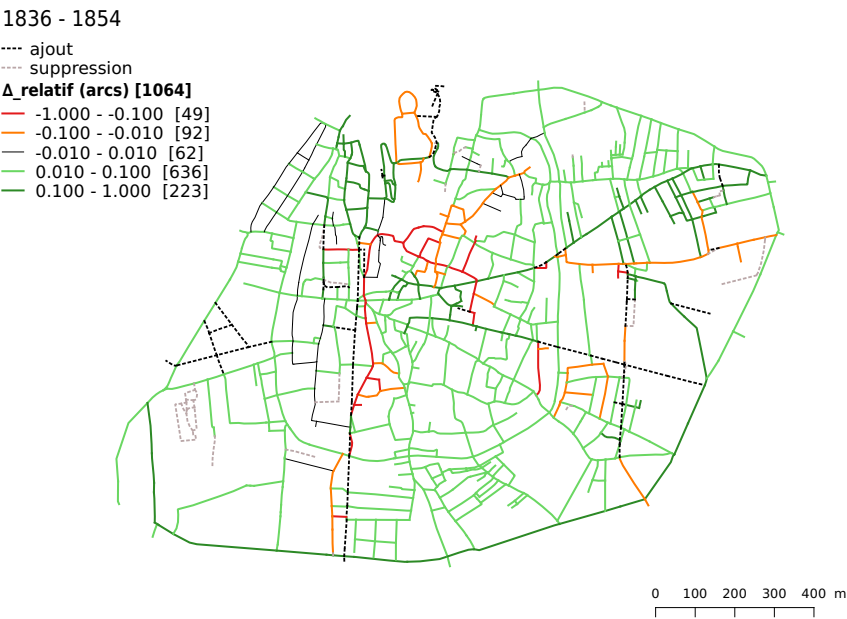 1836 - 1854
ajout
suppression
Δ_relatif (arcs) [1064]
-1.000 - -0.100 [49]
-0.100 - -0.010 [92]
-0.010 - 0.010 [62]
0.010 - 0.100 [636]
0.100 - 1.000 [223]
0 100 200 300 400 m